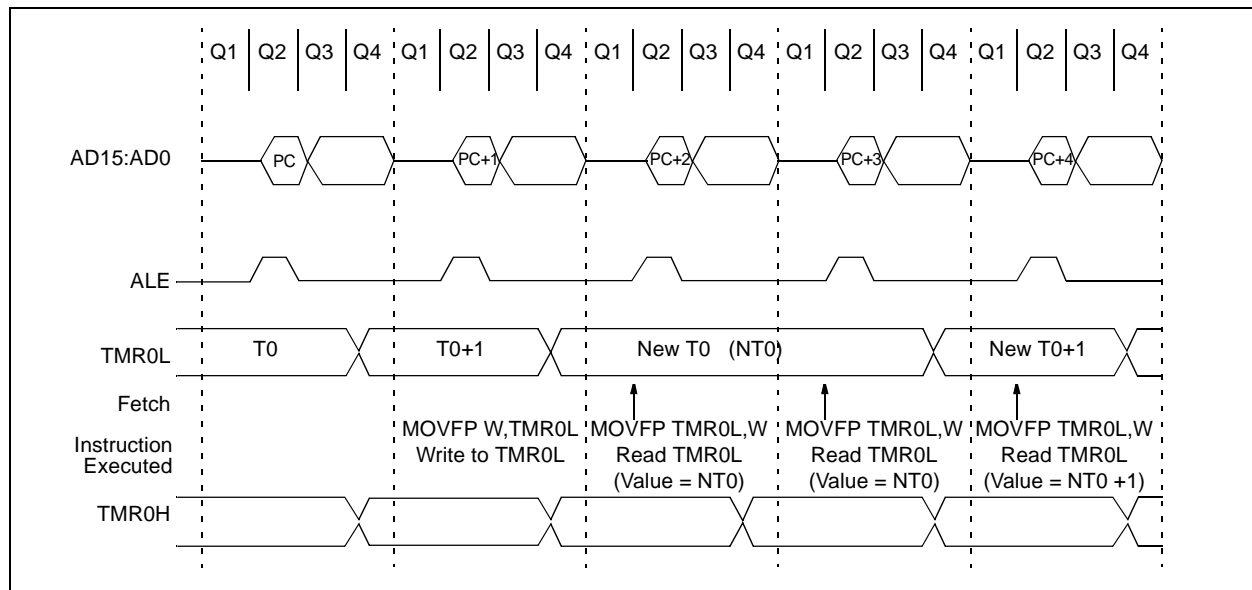 Q1 Q2 Q3 Q4 Q1 Q2 Q3 Q4 Q1 Q2 Q3 Q4 Q1 Q2 Q3 Q4 Q1 Q2 Q3 Q4
AD15:AD0 PC PC+1 PC+2 PC+3 PC+4
ALE
TMR0L T0 T0+1 New T0 (NT0) New T0+1
Fetch
Instruction
Executed
MOVFP W,TMR0L
Write to TMR0L
MOVFP TMR0L,W
Read TMR0L
(Value = NT0)
MOVFP TMR0L,W
Read TMR0L
(Value = NT0)
MOVFP TMR0L,W
Read TMR0L
(Value = NT0 +1)
TMR0H